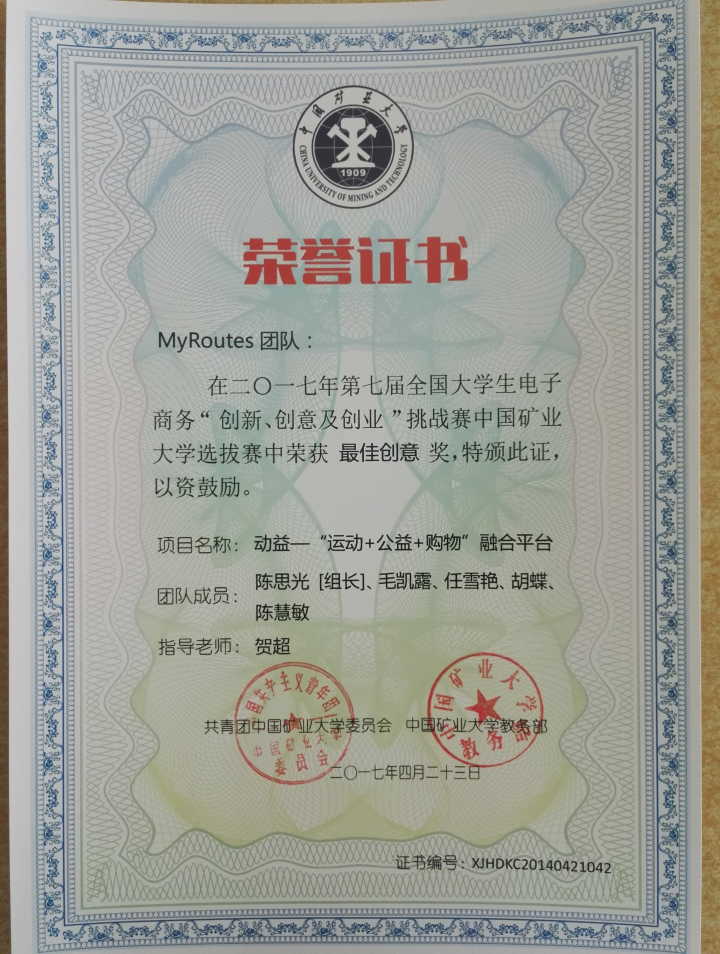 中国矿业大学
CHINA UNIVERSITY OF MINING AND TECHNOLOGY
1909
荣誉证书
MyRoutes 团队：
在二〇一七年第七届全国大学生电子
商务“创新、创意及创业”挑战赛中国矿业
大学选拔赛中荣获 最佳创意 奖，特颁此证，
以资鼓励。
项目名称： 动益—“运动+公益+购物”融合平台
团队成员： 陈思光 [组长]、毛凯露、任雪艳、胡蝶、
陈慧敏
指导老师： 贺超
共青团中国矿业大学委员会 中国矿业大学教务部
二〇一七年四月二十三日
中国共产主义青年团
中国矿业大学
委员会
中国矿业大学
教务部
证书编号：XJHDKC20140421042